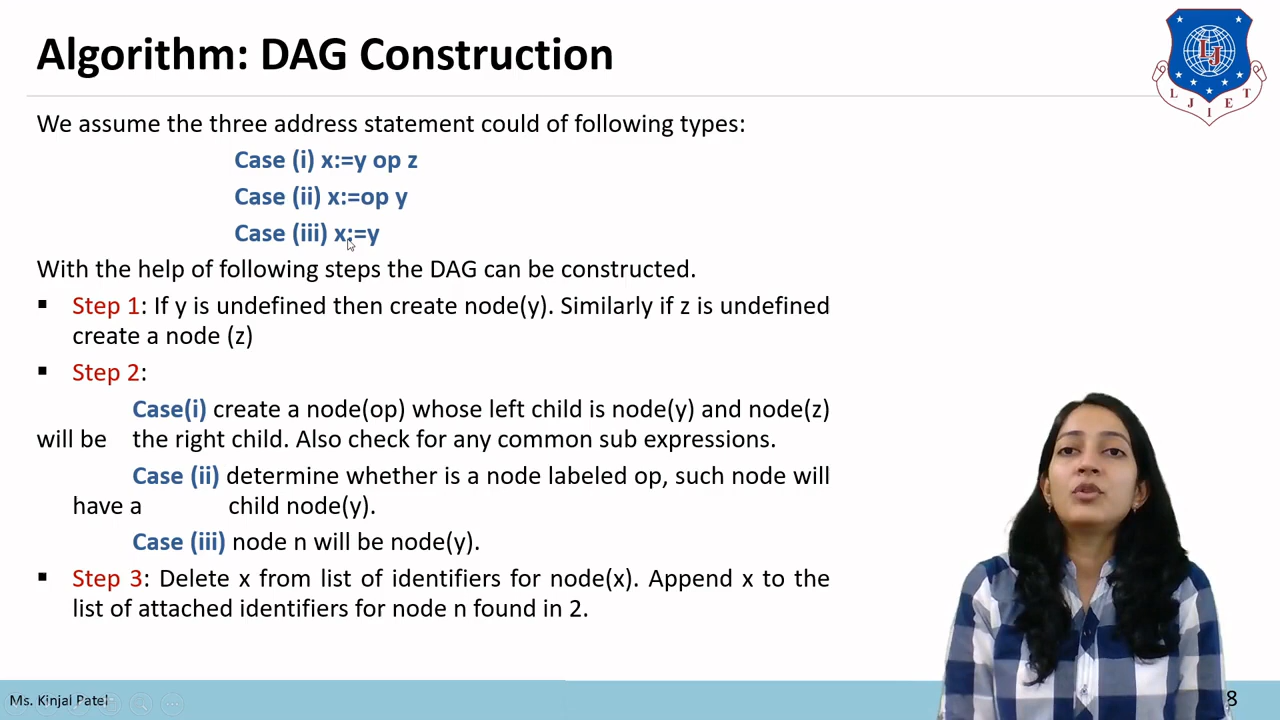 Algorithm: DAG Construction
LJ
L J I E T
We assume the three address statement could of following types:
Case (i) x:=y op z
Case (ii) x:=op y
Case (iii) x:=y
With the help of following steps the DAG can be constructed.
▪ Step 1: If y is undefined then create node(y). Similarly if z is undefined
create a node (z)
▪ Step 2:
Case(i) create a node(op) whose left child is node(y) and node(z)
will be the right child. Also check for any common sub expressions.
Case (ii) determine whether is a node labeled op, such node will
have a child node(y).
Case (iii) node n will be node(y).
▪ Step 3: Delete x from list of identifiers for node(x). Append x to the
list of attached identifiers for node n found in 2.
Ms. Kinjal Patel
8